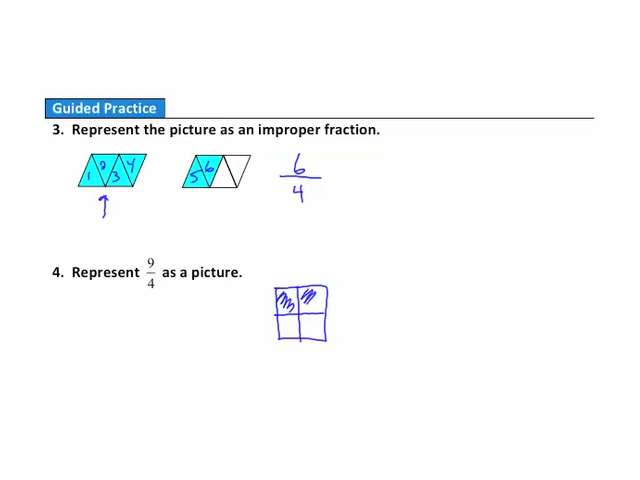 Guided Practice
3. Represent the picture as an improper fraction.
1 2 3 4 5 6 6/4
4. Represent 9/4 as a picture.